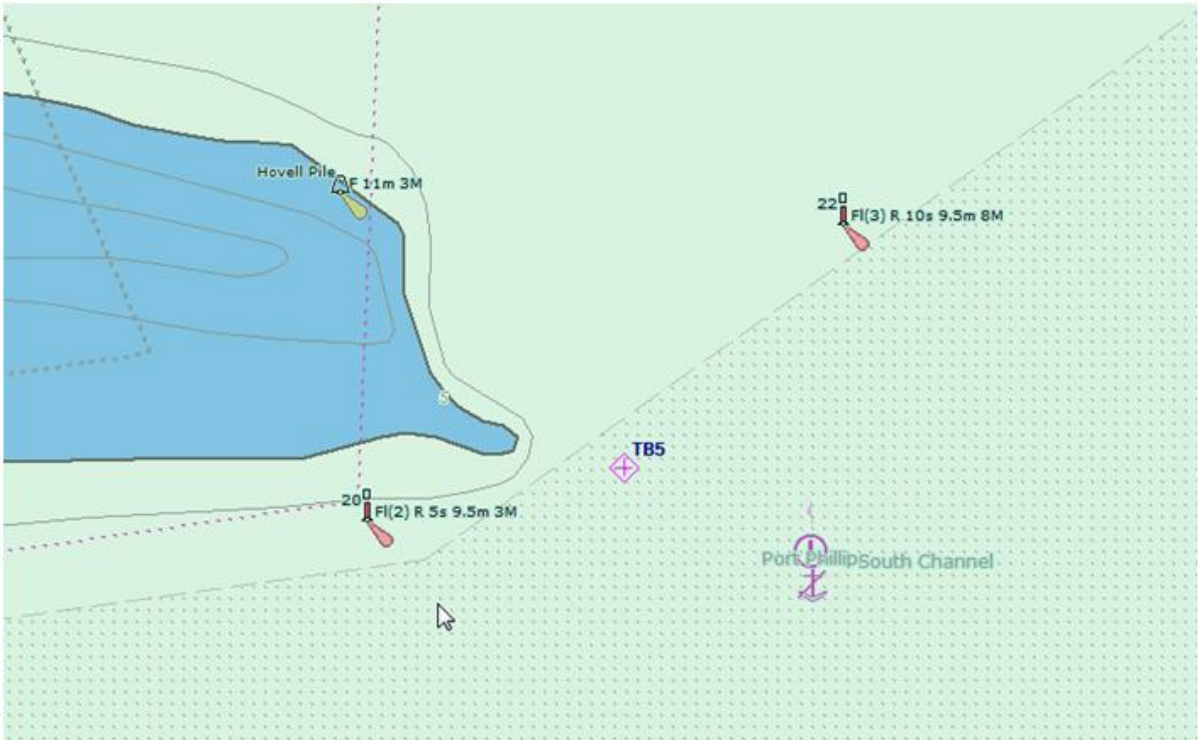 Hovell Pile
F 11m 3M
22
Fl(3) R 10s 9.5m 8M
5
TB5
20
Fl(2) R 5s 9.5m 3M
Port Phillip South Channel